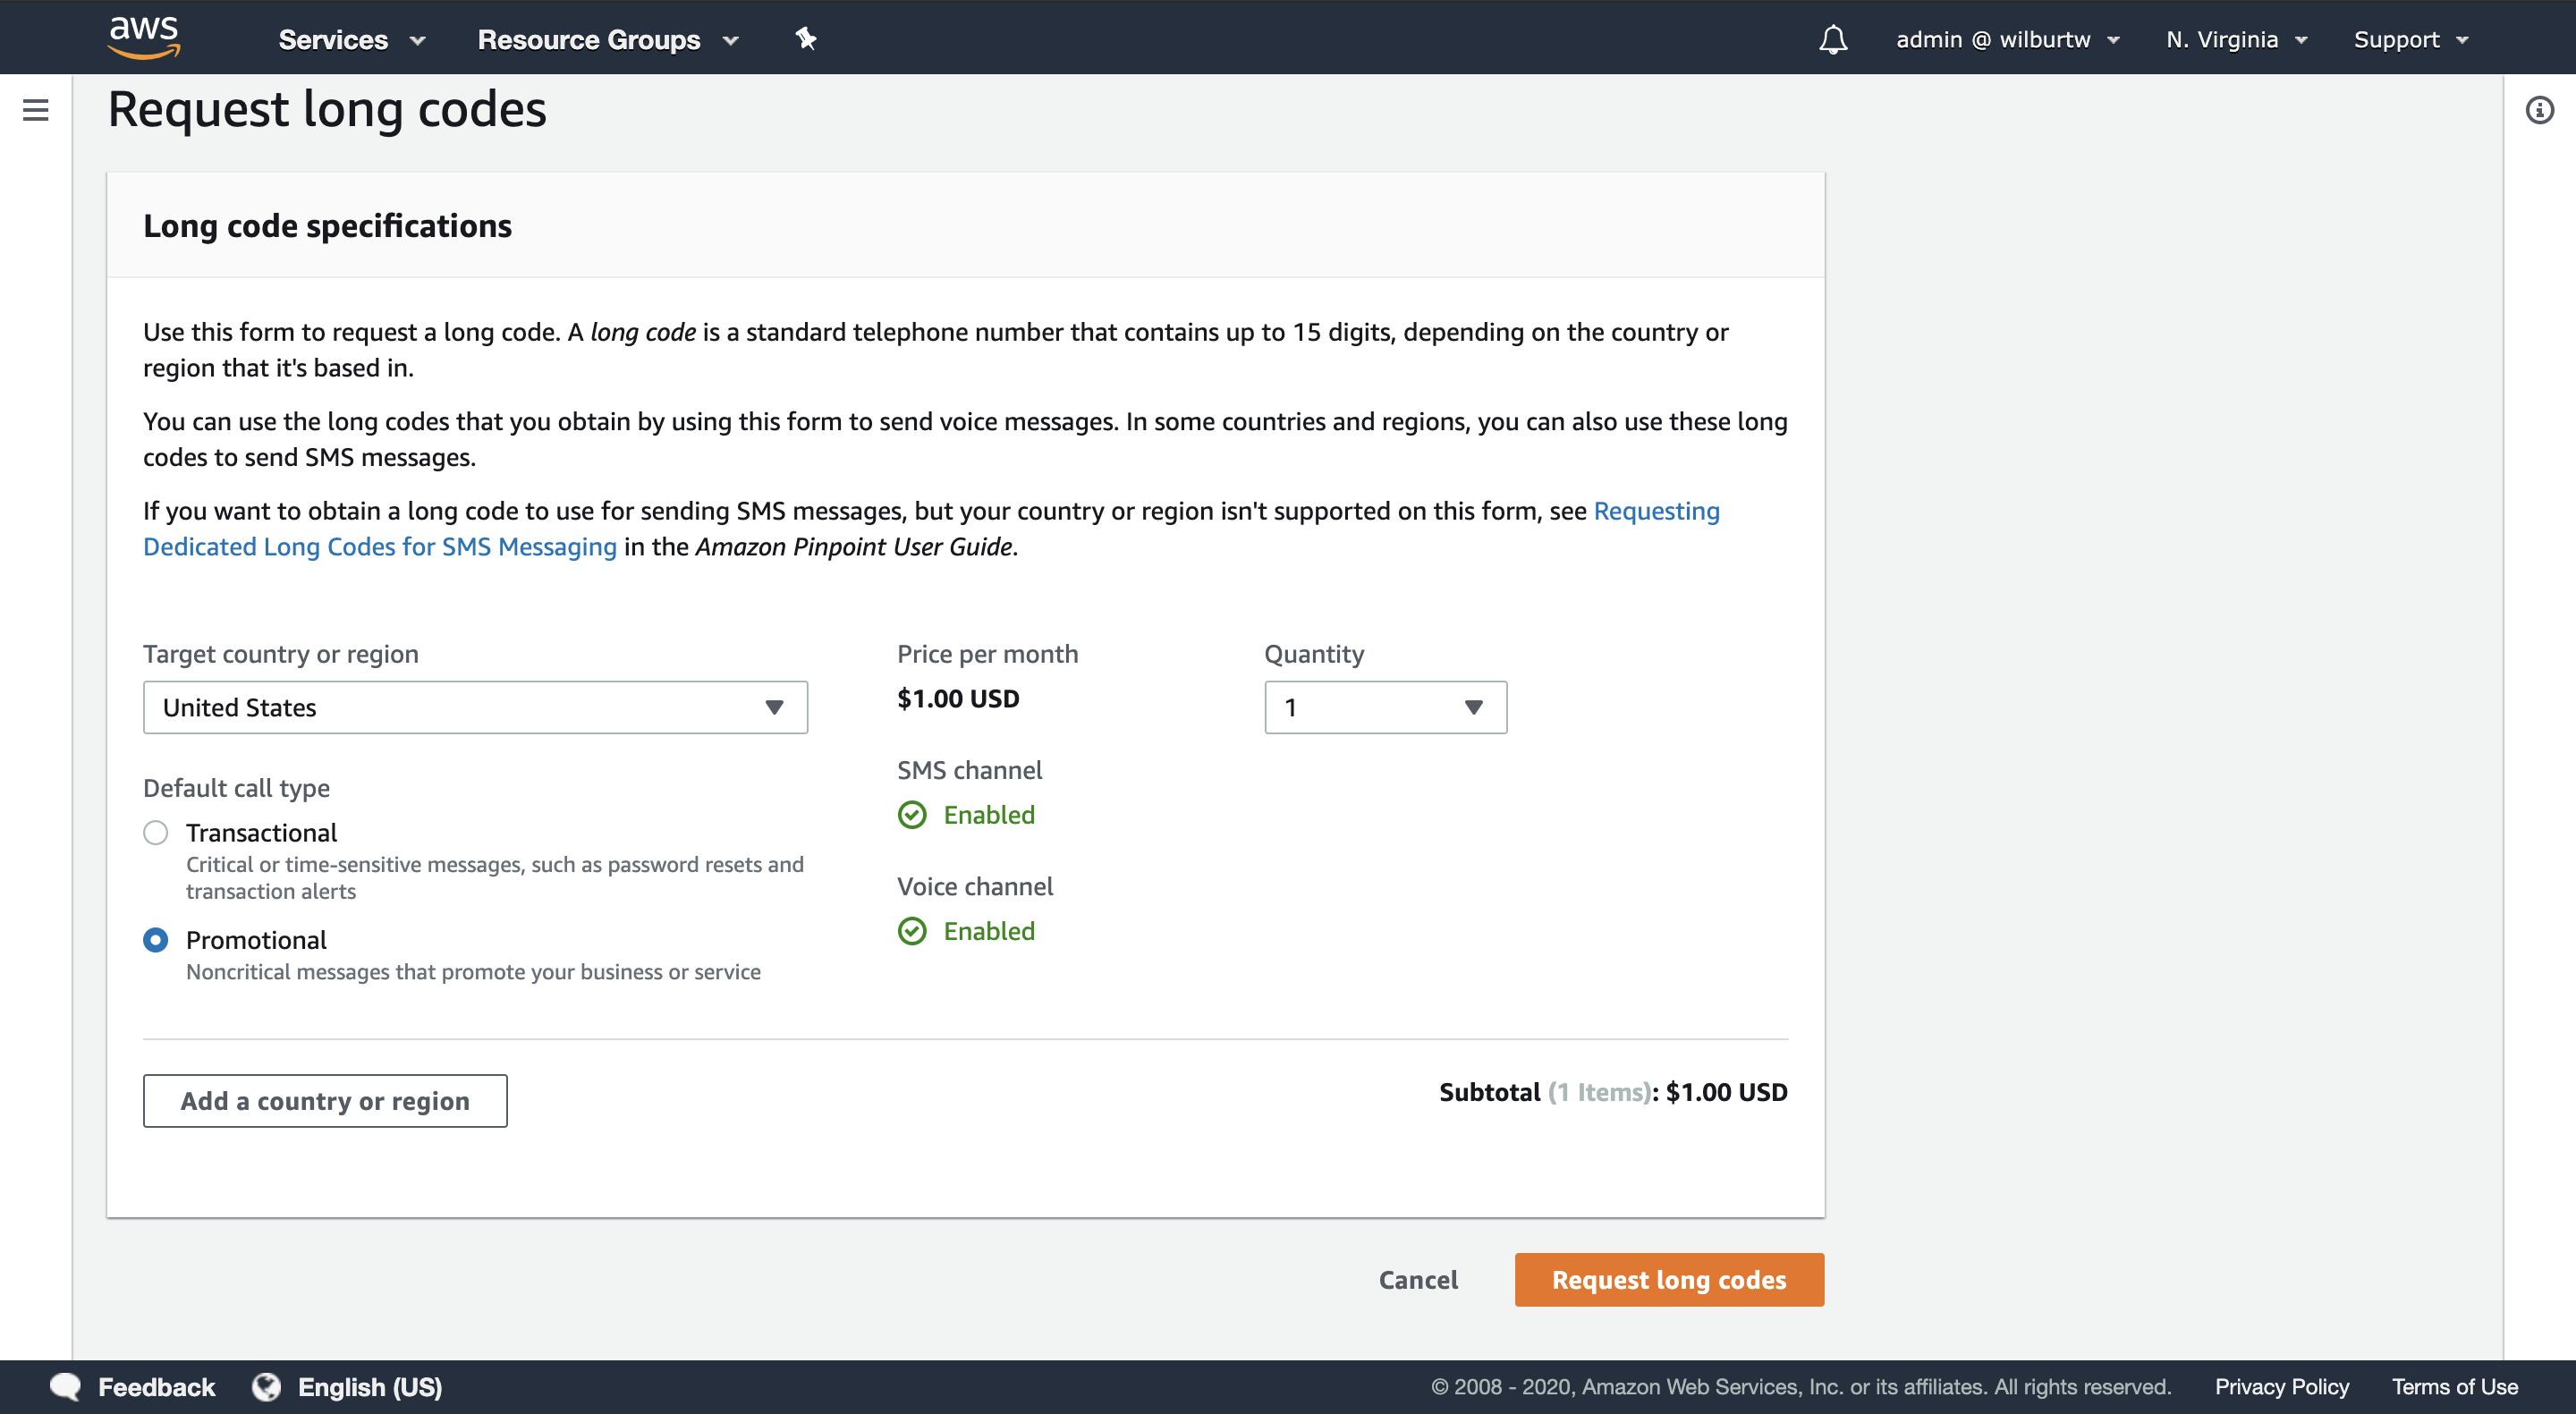 aws Services Resource Groups admin @ wilburtw N. Virginia Support
Request long codes
Long code specifications
Use this form to request a long code. A long code is a standard telephone number that contains up to 15 digits, depending on the country or
region that it's based in.
You can use the long codes that you obtain by using this form to send voice messages. In some countries and regions, you can also use these long
codes to send SMS messages.
If you want to obtain a long code to use for sending SMS messages, but your country or region isn't supported on this form, see Requesting
Dedicated Long Codes for SMS Messaging in the Amazon Pinpoint User Guide.
Target country or region
United States
Default call type
Transactional
Critical or time-sensitive messages, such as password resets and
transaction alerts
Promotional
Noncritical messages that promote your business or service
Price per month
$1.00 USD
SMS channel
Enabled
Voice channel
Enabled
Quantity
1
Add a country or region
Subtotal (1 Items): $1.00 USD
Cancel
Request long codes
Feedback English (US) © 2008 - 2020, Amazon Web Services, Inc. or its affiliates. All rights reserved. Privacy Policy Terms of Use